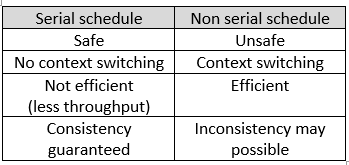 Serial schedule Non serial schedule
Safe Unsafe
No context switching Context switching
Not efficient Efficient
(less throughput)
Consistency Inconsistency may
guaranteed possible